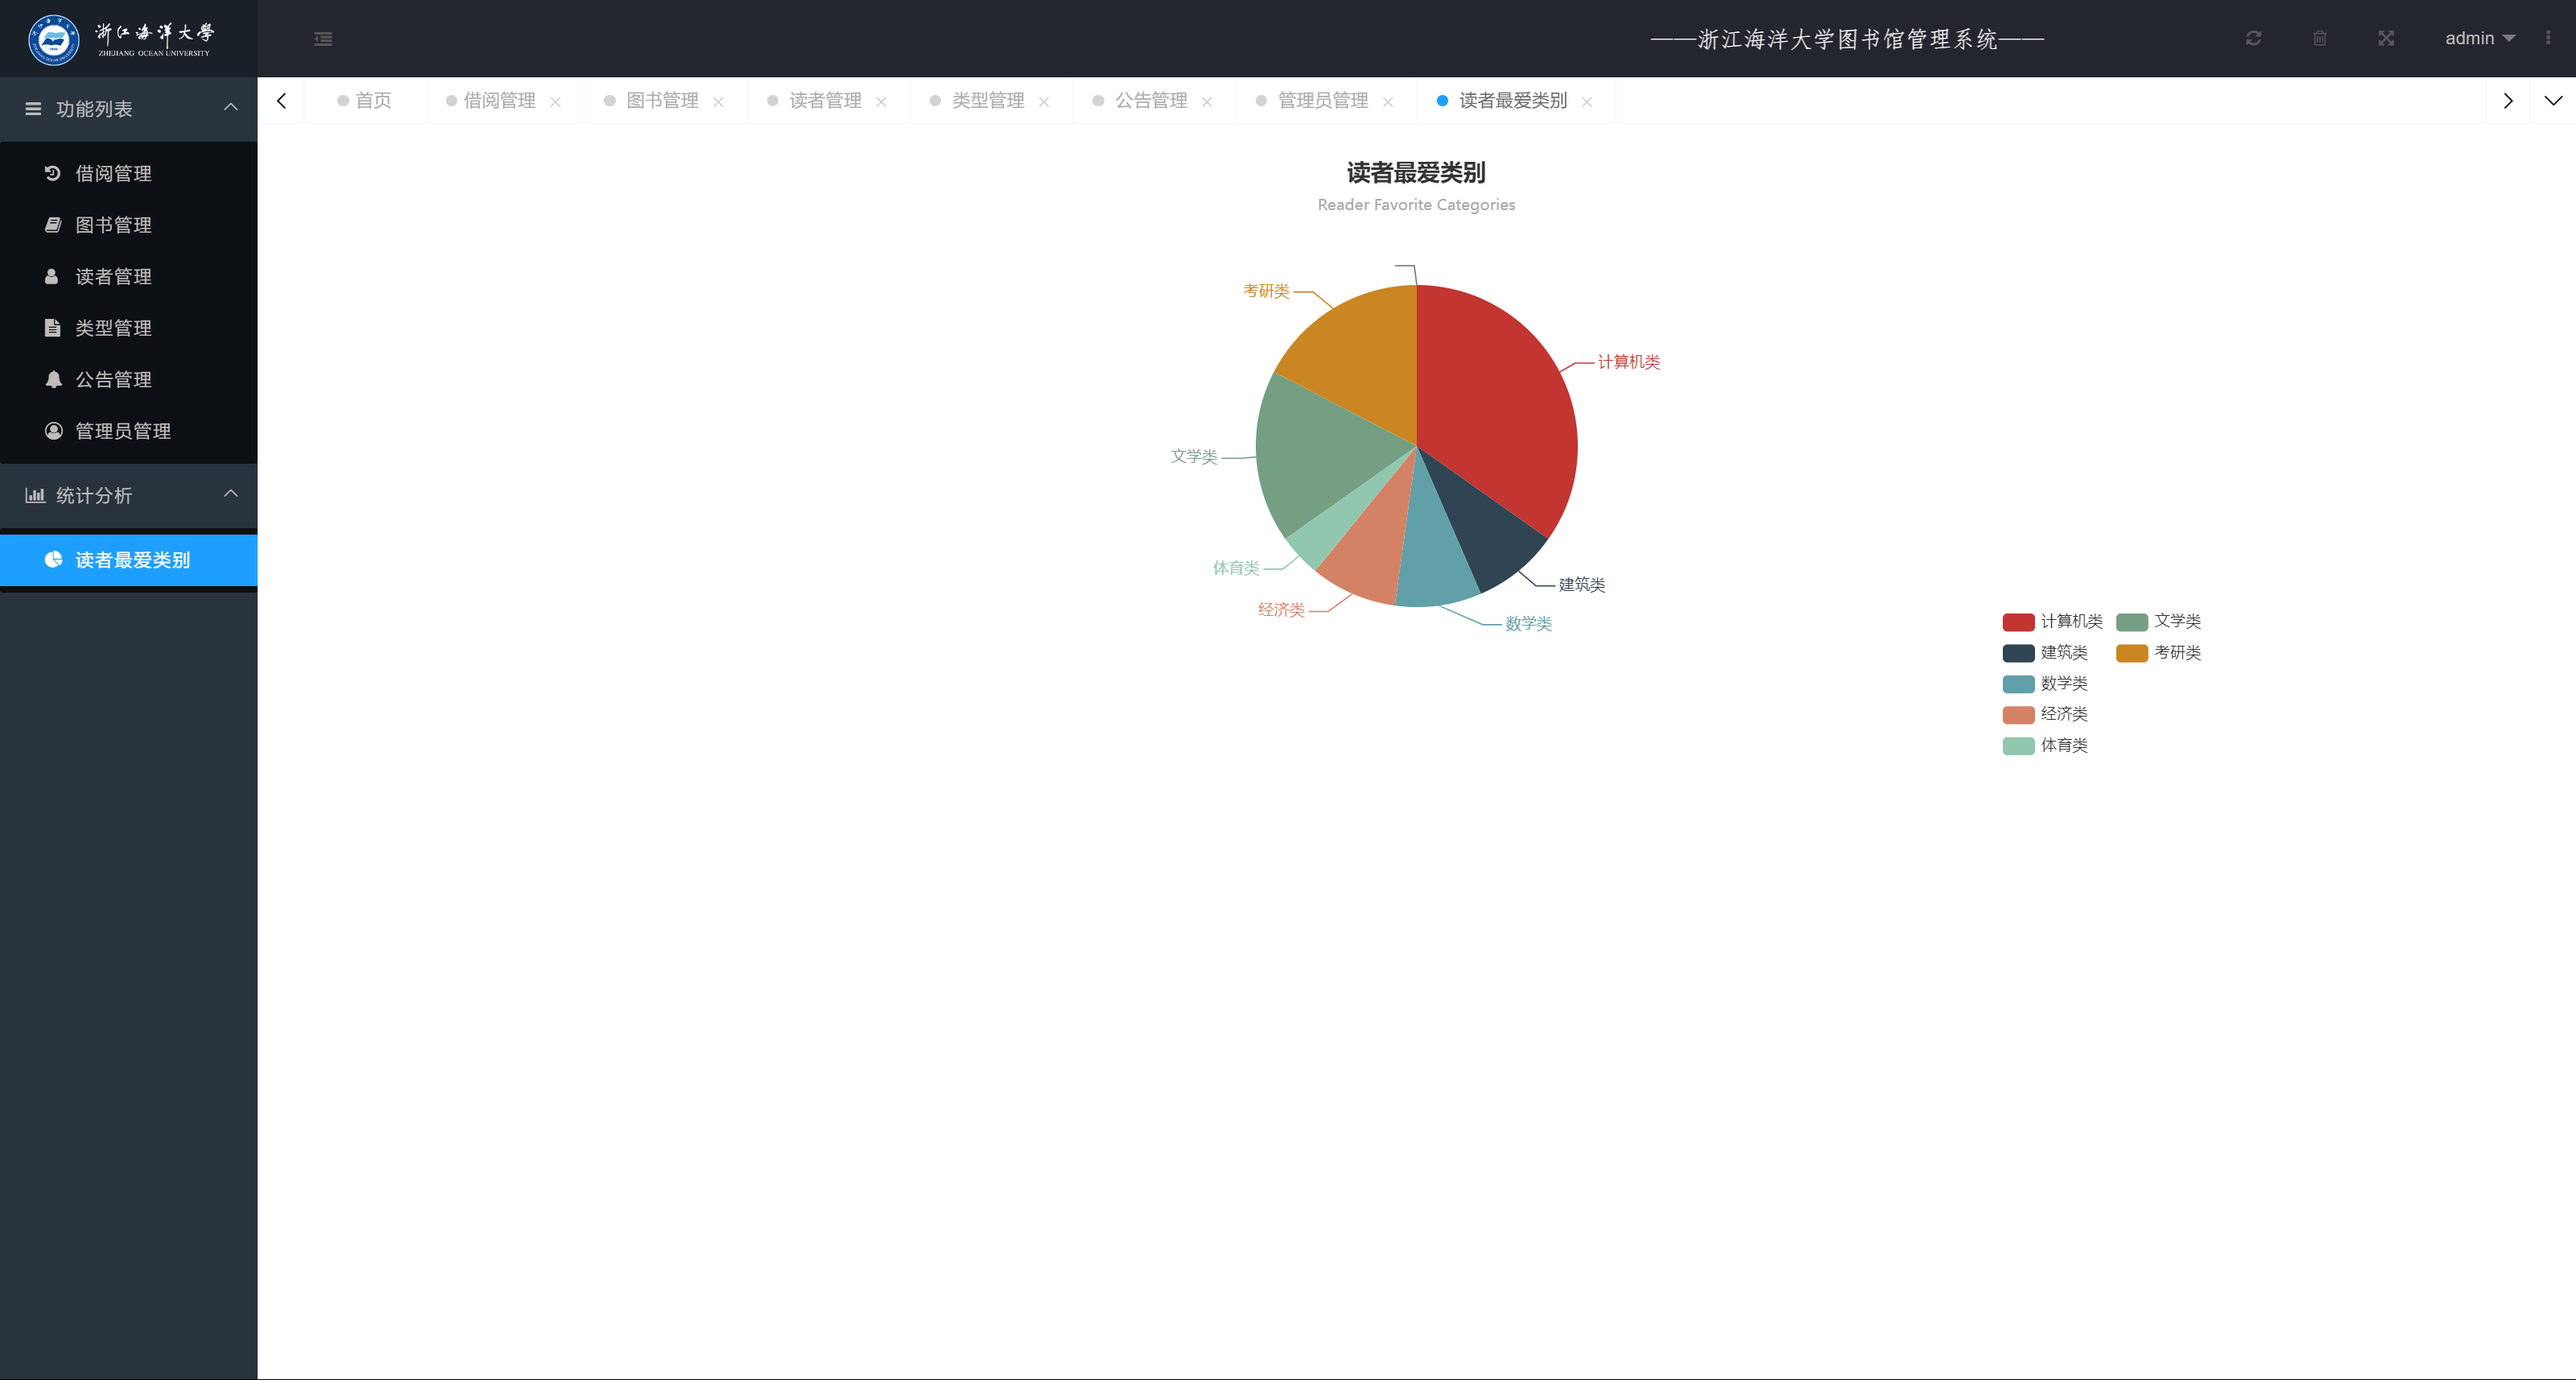 浙江海洋大学
ZHEJIANG OCEAN UNIVERSITY
——浙江海洋大学图书馆管理系统——
admin
功能列表
借阅管理
图书管理
读者管理
类型管理
公告管理
管理员管理
统计分析
读者最爱类别
首页 借阅管理 图书管理 读者管理 类型管理 公告管理 管理员管理 读者最爱类别
读者最爱类别
Reader Favorite Categories
考研类
计算机类
文学类
体育类
建筑类
经济类
数学类
计算机类 文学类
建筑类 考研类
数学类
经济类
体育类